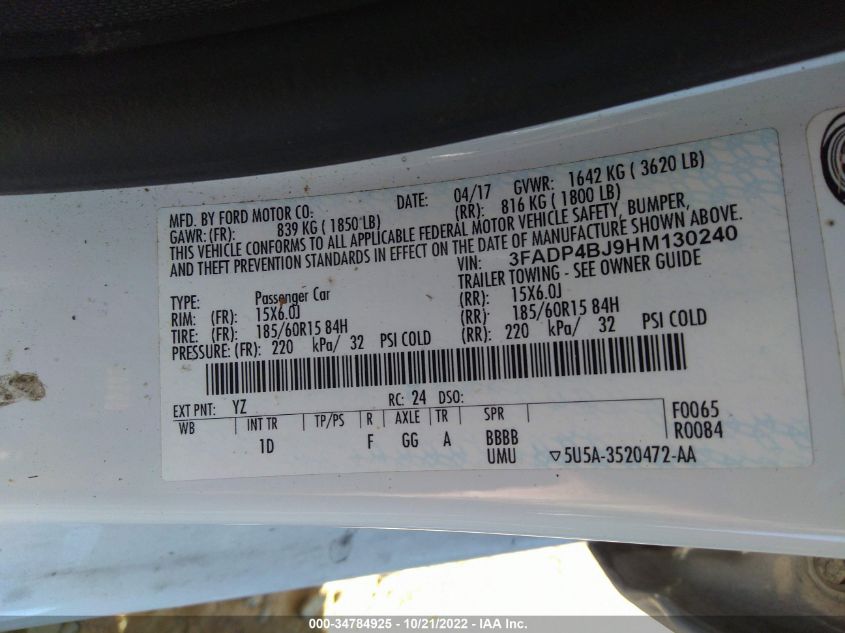 MFD. BY FORD MOTOR CO: DATE: 04/17 GVWR: 1642 KG ( 3620 LB)
GAWR: (FR): 839 KG ( 1850 LB) (RR): 816 KG ( 1800 LB)
THIS VEHICLE CONFORMS TO ALL APPLICABLE FEDERAL MOTOR VEHICLE SAFETY, BUMPER,
AND THEFT PREVENTION STANDARDS IN EFFECT ON THE DATE OF MANUFACTURE SHOWN ABOVE.
VIN: 3FADP4BJ9HM130240
TRAILER TOWING - SEE OWNER GUIDE
TYPE: Passenger Car
RIM: (FR): 15X6.0J (RR): 15X6.0J
TIRE: (FR): 185/60R15 84H (RR): 185/60R15 84H
PRESSURE: (FR): 220 kPa/ 32 PSI COLD (RR): 220 kPa/ 32 PSI COLD
EXT PNT: YZ RC: 24 DSO:
WB INT TR TP/PS R AXLE TR SPR F0065
1D F GG A BBBB R0084
UMU ▽5U5A-3520472-AA
000-34784925 - 10/21/2022 - IAA Inc.